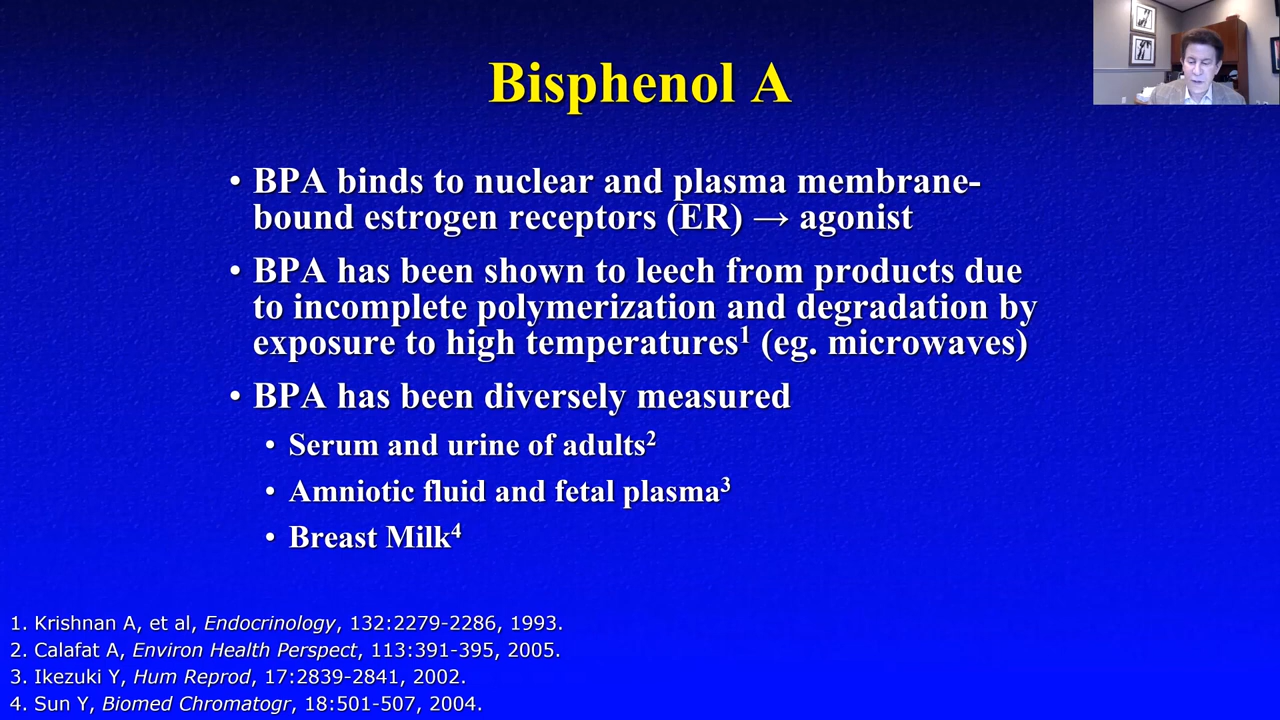 Bisphenol A
• BPA binds to nuclear and plasma membrane-
bound estrogen receptors (ER) → agonist
• BPA has been shown to leech from products due
to incomplete polymerization and degradation by
exposure to high temperatures¹ (eg. microwaves)
• BPA has been diversely measured
• Serum and urine of adults²
• Amniotic fluid and fetal plasma³
• Breast Milk⁴
1. Krishnan A, et al, Endocrinology, 132:2279-2286, 1993.
2. Calafat A, Environ Health Perspect, 113:391-395, 2005.
3. Ikezuki Y, Hum Reprod, 17:2839-2841, 2002.
4. Sun Y, Biomed Chromatogr, 18:501-507, 2004.